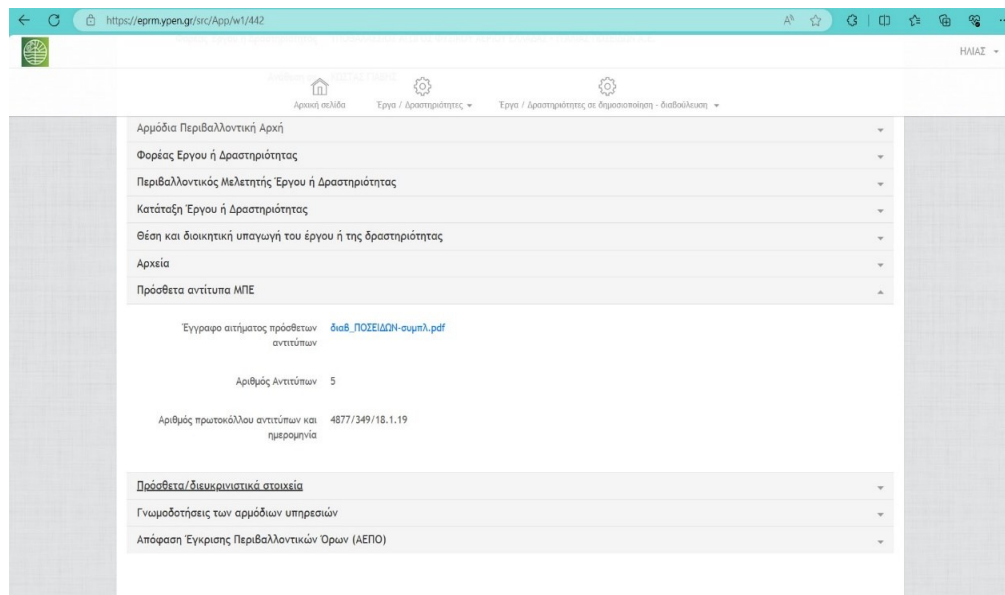 https://eprm.ypen.gr/src/App/w1/442
ΗΛΙΑΣ
Αρχική σελίδα
Έργα / Δραστηριότητες
Έργα / Δραστηριότητες σε δημοσιοποίηση - διαβούλευση
Αρμόδια Περιβαλλοντική Αρχή
Φορέας Εργου ή Δραστηριότητας
Περιβαλλοντικός Μελετητής Έργου ή Δραστηριότητας
Κατάταξη Έργου ή Δραστηριότητας
Θέση και διοικητική υπαγωγή του έργου ή της δραστηριότητας
Αρχεία
Πρόσθετα αντίτυπα ΜΠΕ
Έγγραφο αιτήματος πρόσθετων διαβ_ΠΟΣΕΙΔΩΝ-συμπλ.pdf
αντιτύπων
Αριθμός Αντιτύπων 5
Αριθμός πρωτοκόλλου αντιτύπων και 4877/349/18.1.19
ημερομηνία
Πρόσθετα/διευκρινιστικά στοιχεία
Γνωμοδοτήσεις των αρμόδιων υπηρεσιών
Απόφαση Έγκρισης Περιβαλλοντικών Όρων (ΑΕΠΟ)